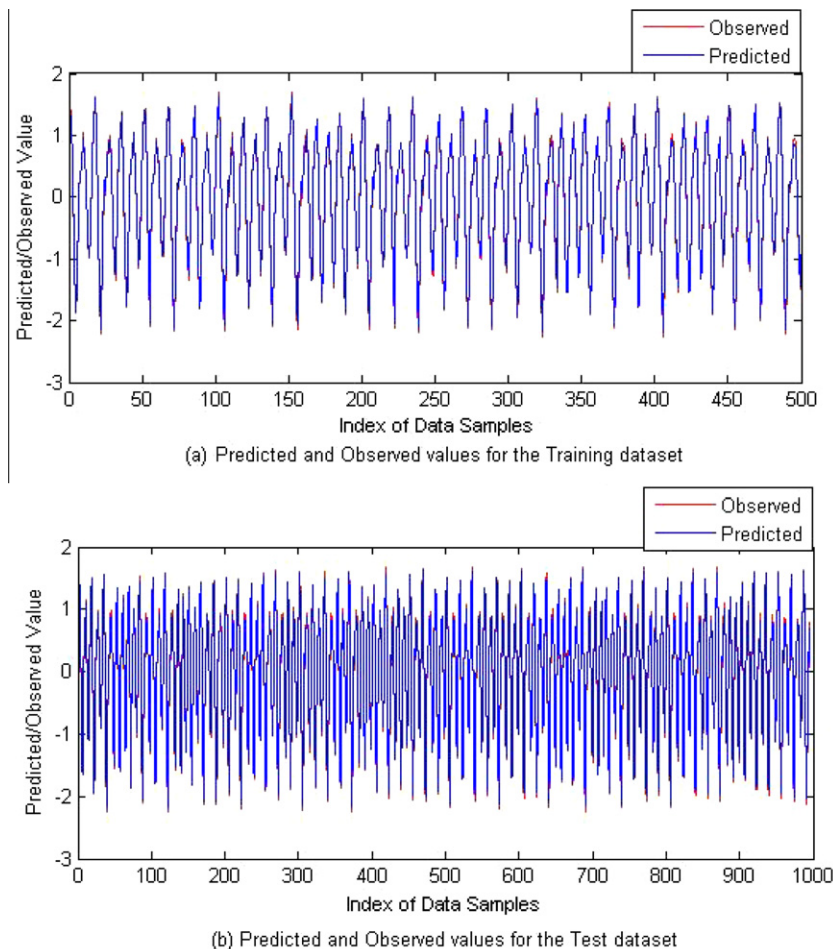 Observed
Predicted
2
1
0
-1
-2
-3
Predicted/Observed Value
0 50 100 150 200 250 300 350 400 450 500
Index of Data Samples
(a) Predicted and Observed values for the Training dataset
Observed
Predicted
2
1
0
-1
-2
-3
Predicted/Observed Value
0 100 200 300 400 500 600 700 800 900 1000
Index of Data Samples
(b) Predicted and Observed values for the Test dataset